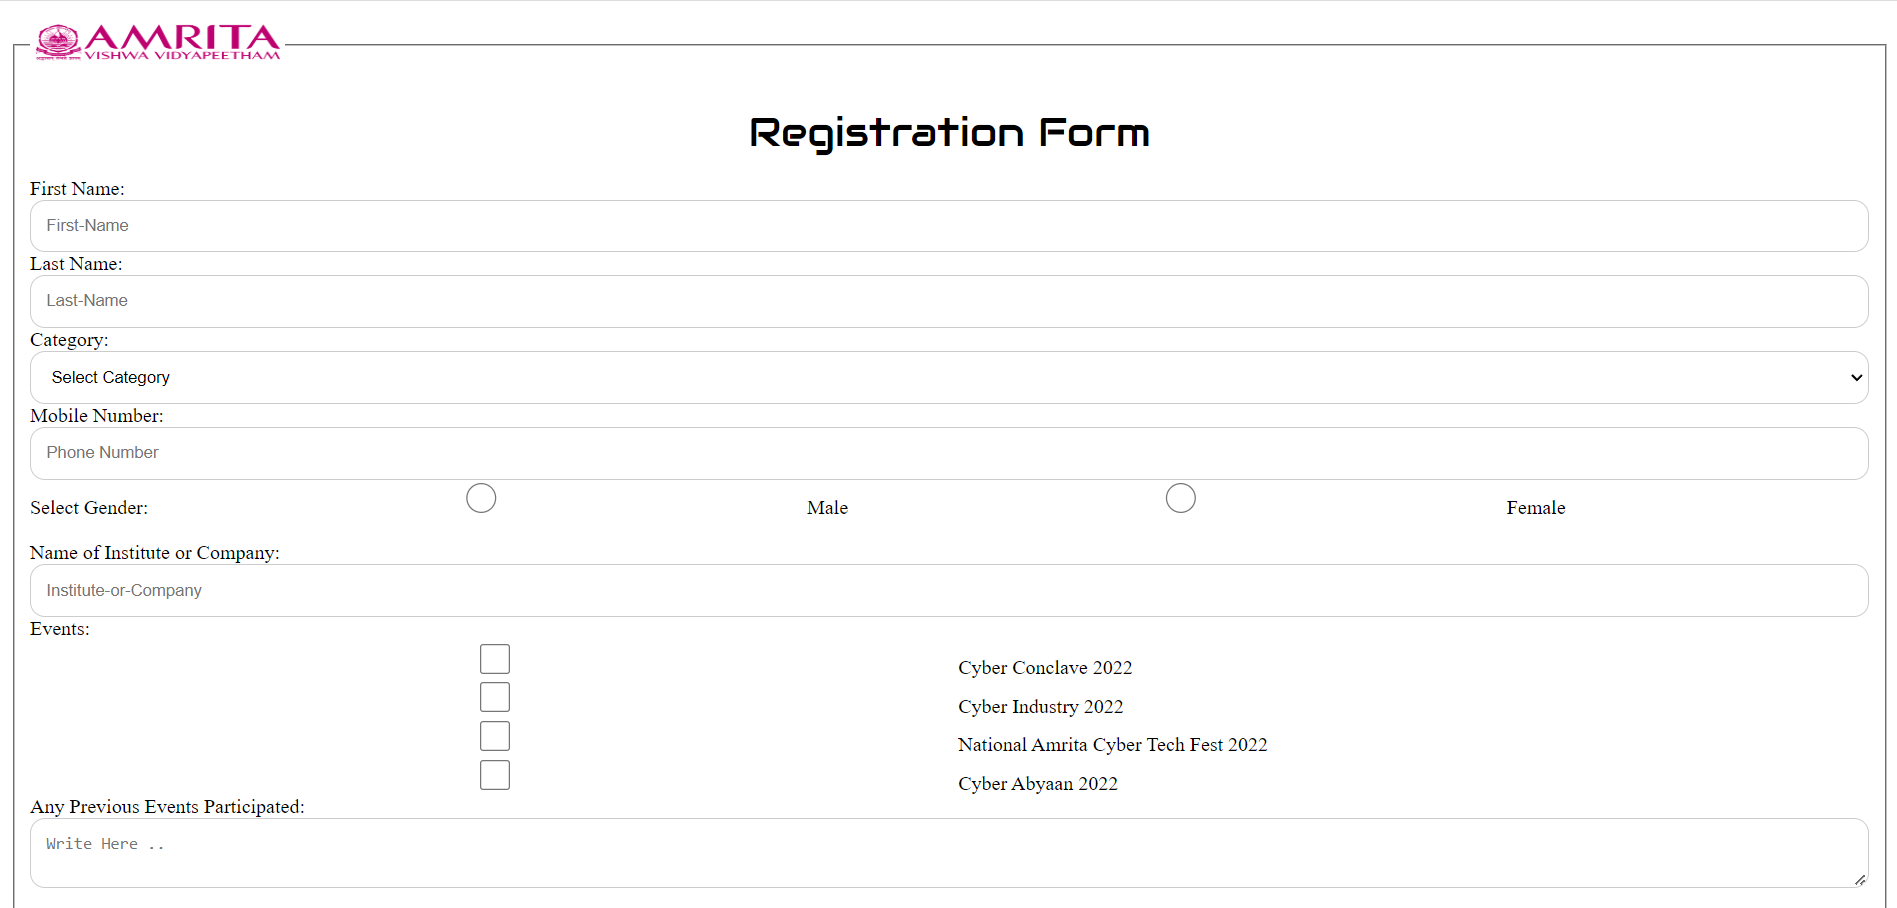 AMRITA
VISHWA VIDYAPEETHAM
Registration Form
First Name:
First-Name
Last Name:
Last-Name
Category:
Select Category
Mobile Number:
Phone Number
Select Gender: Male Female
Name of Institute or Company:
Institute-or-Company
Events:
Cyber Conclave 2022
Cyber Industry 2022
National Amrita Cyber Tech Fest 2022
Cyber Abyaan 2022
Any Previous Events Participated:
Write Here ..